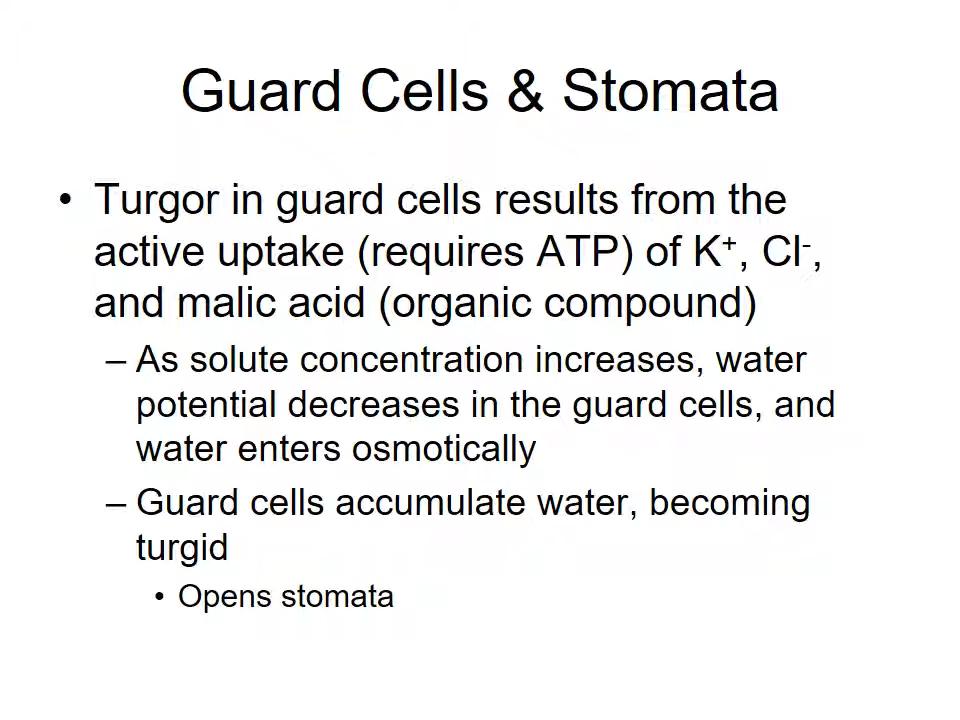 Guard Cells & Stomata
• Turgor in guard cells results from the
active uptake (requires ATP) of K⁺, Cl⁻,
and malic acid (organic compound)
– As solute concentration increases, water
potential decreases in the guard cells, and
water enters osmotically
– Guard cells accumulate water, becoming
turgid
• Opens stomata